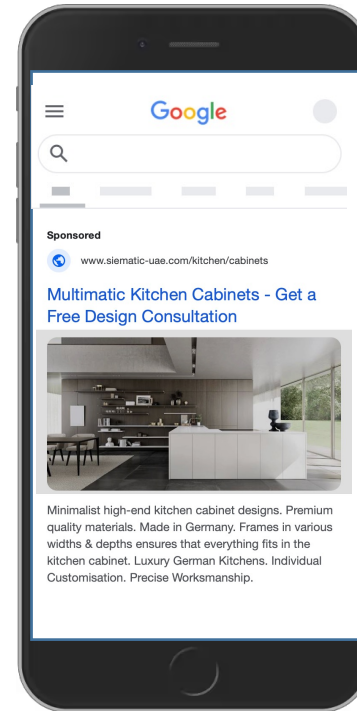 Google
Sponsored
www.siematic-uae.com/kitchen/cabinets
Multimatic Kitchen Cabinets - Get a
Free Design Consultation
Minimalist high-end kitchen cabinet designs. Premium
quality materials. Made in Germany. Frames in various
widths & depths ensures that everything fits in the
kitchen cabinet. Luxury German Kitchens. Individual
Customisation. Precise Worksmanship.